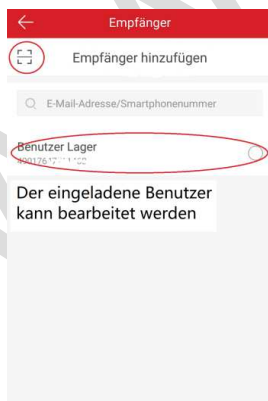 Empfänger
Empfänger hinzufügen
E-Mail-Adresse/Smartphonenummer
Benutzer Lager
Der eingeladene Benutzer
kann bearbeitet werden